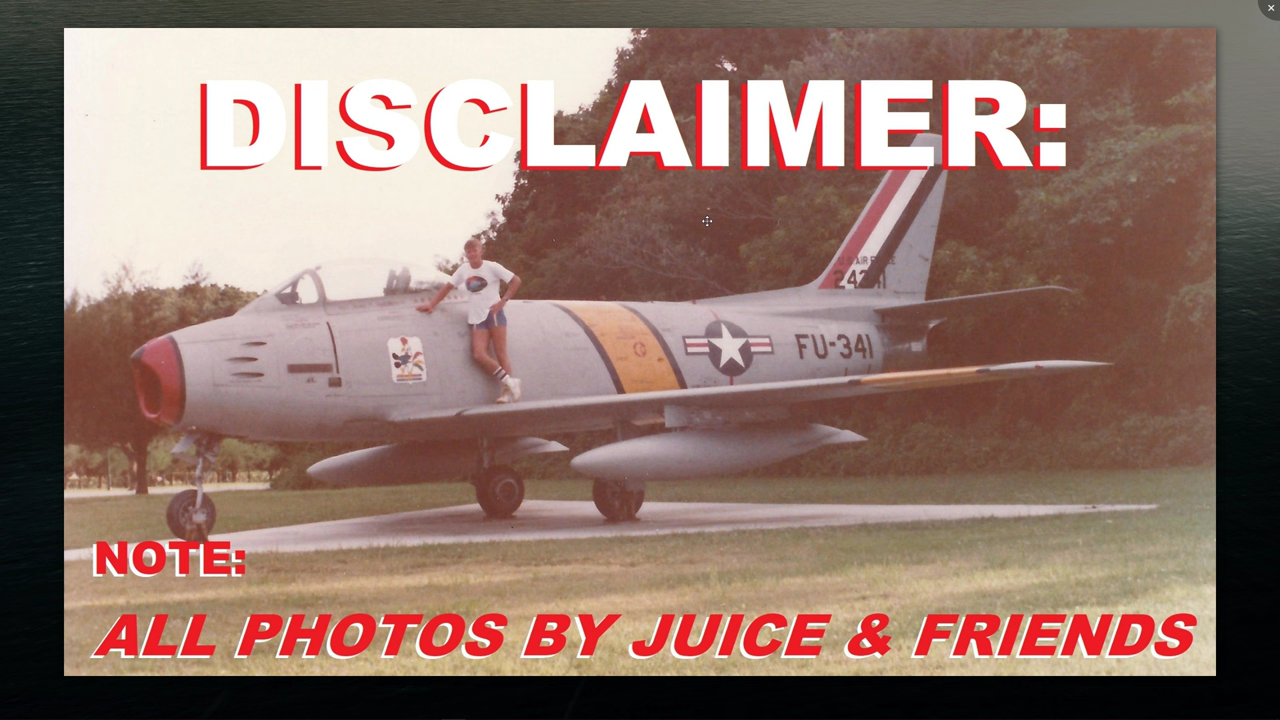 DISCLAIMER:
FU-341
NOTE:
ALL PHOTOS BY JUICE & FRIENDS